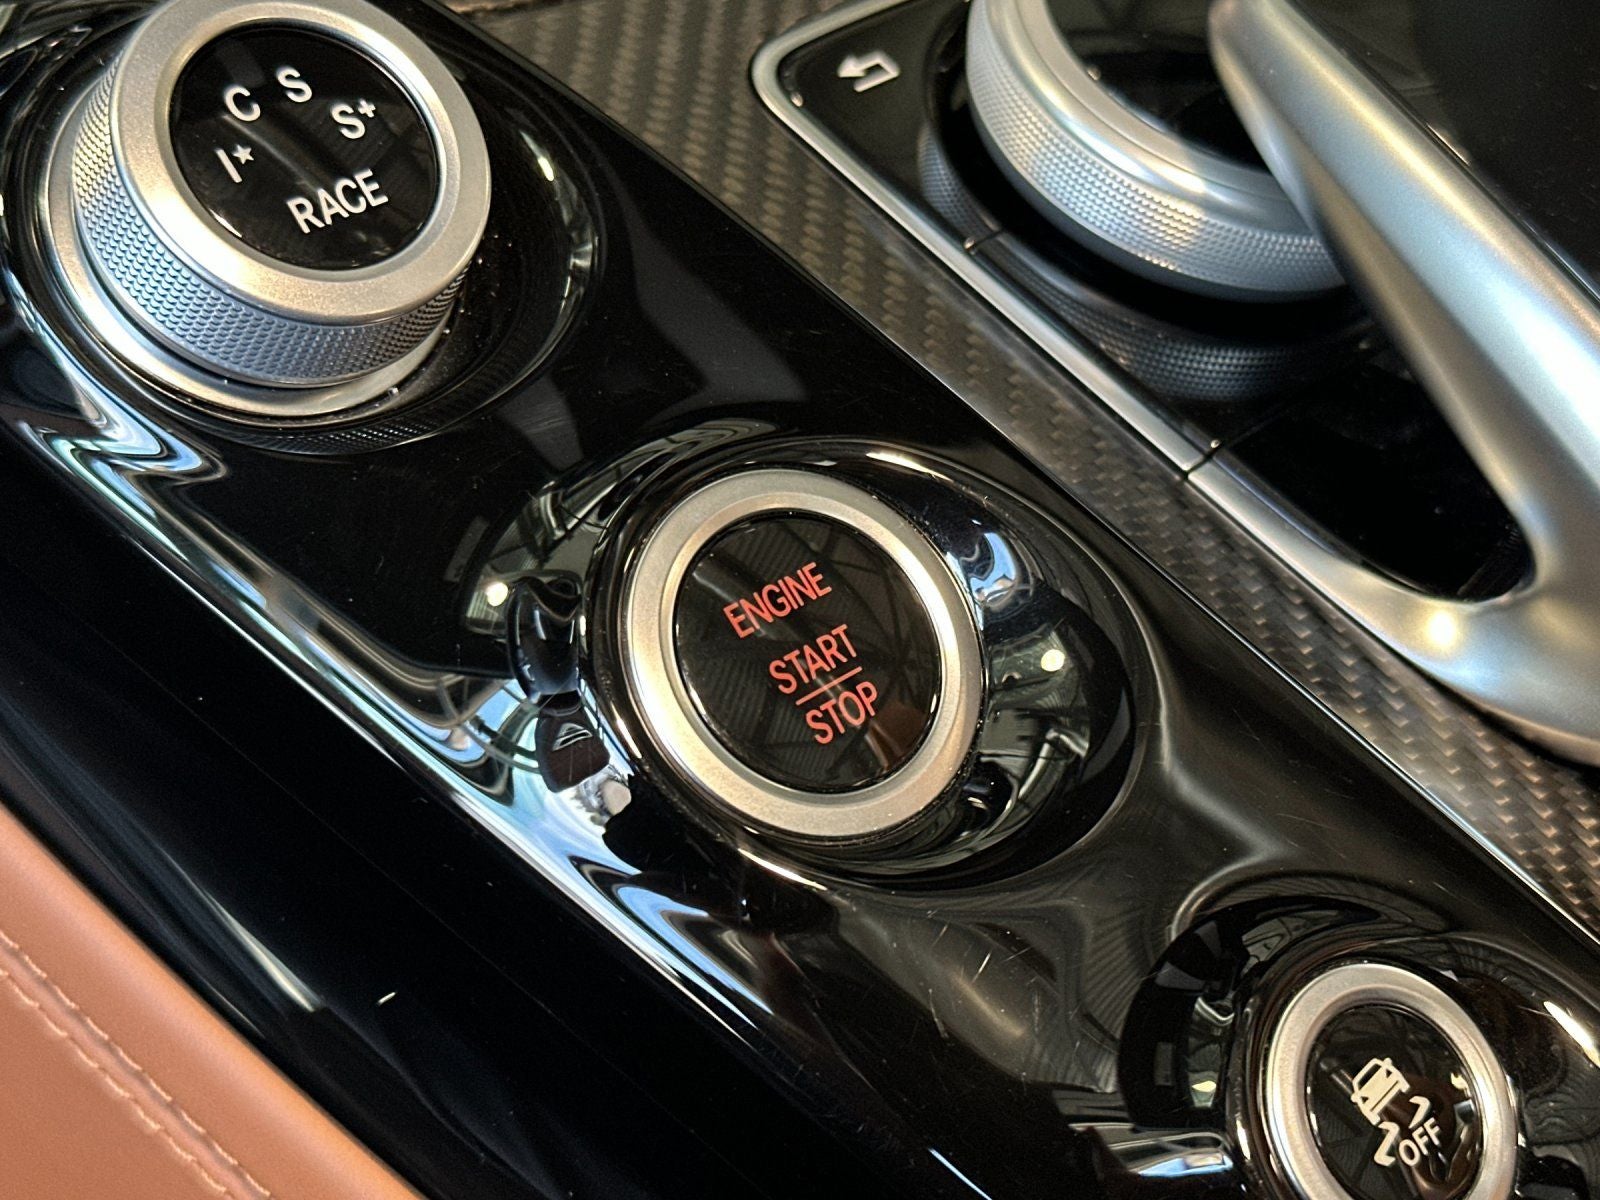 C S
S+
I*
RACE
ENGINE
START
STOP
OFF